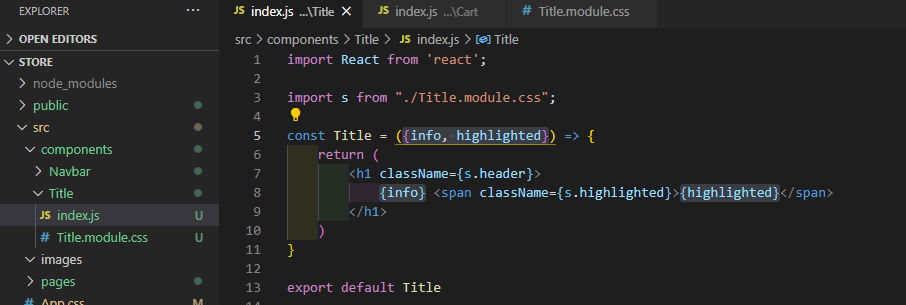 EXPLORER
OPEN EDITORS
STORE
node_modules
public
src
components
Navbar
Title
JS index.js U
# Title.module.css U
images
pages
# App.css
JS index.js ...\Title
JS index.js ...\Cart
# Title.module.css
src > components > Title > JS index.js > Title
1 import React from 'react';
2
3 import s from "./Title.module.css";
4
5 const Title = ({info, highlighted}) => {
6 return (
7 <h1 className={s.header}>
8 {info} <span className={s.highlighted}>{highlighted}</span>
9 </h1>
10 )
11 }
12
13 export default Title